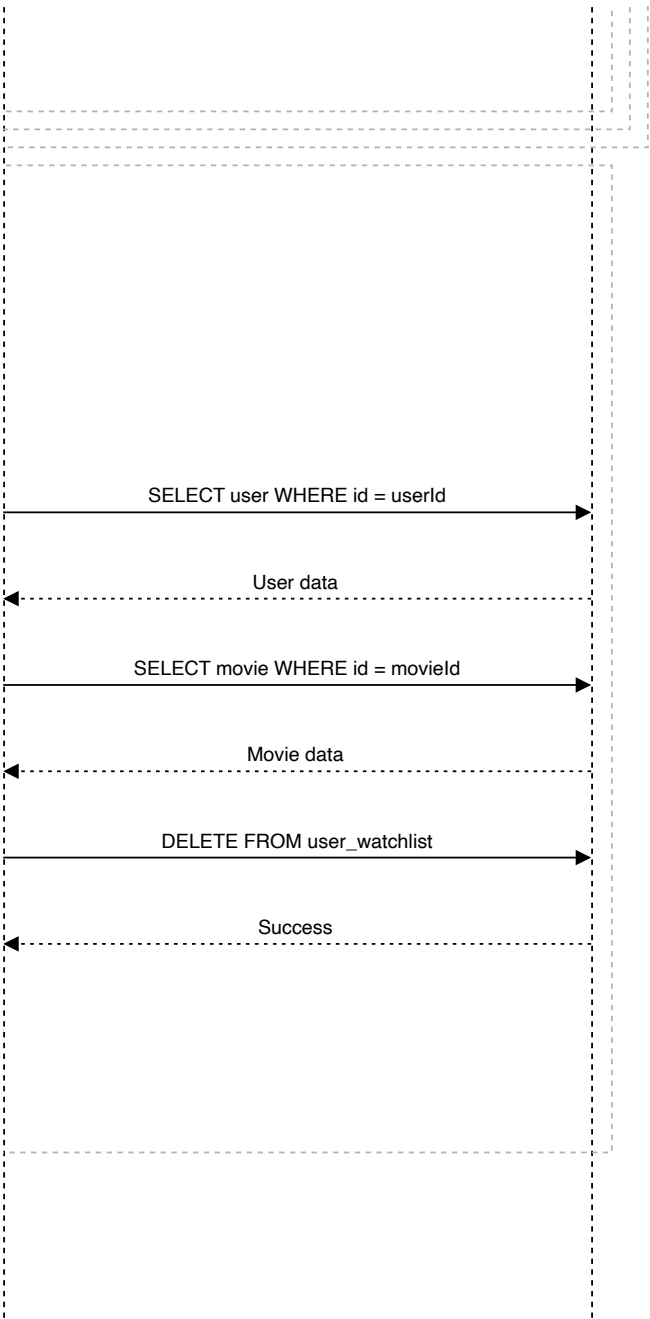 SELECT user WHERE id = userId
User data
SELECT movie WHERE id = movieId
Movie data
DELETE FROM user_watchlist
Success